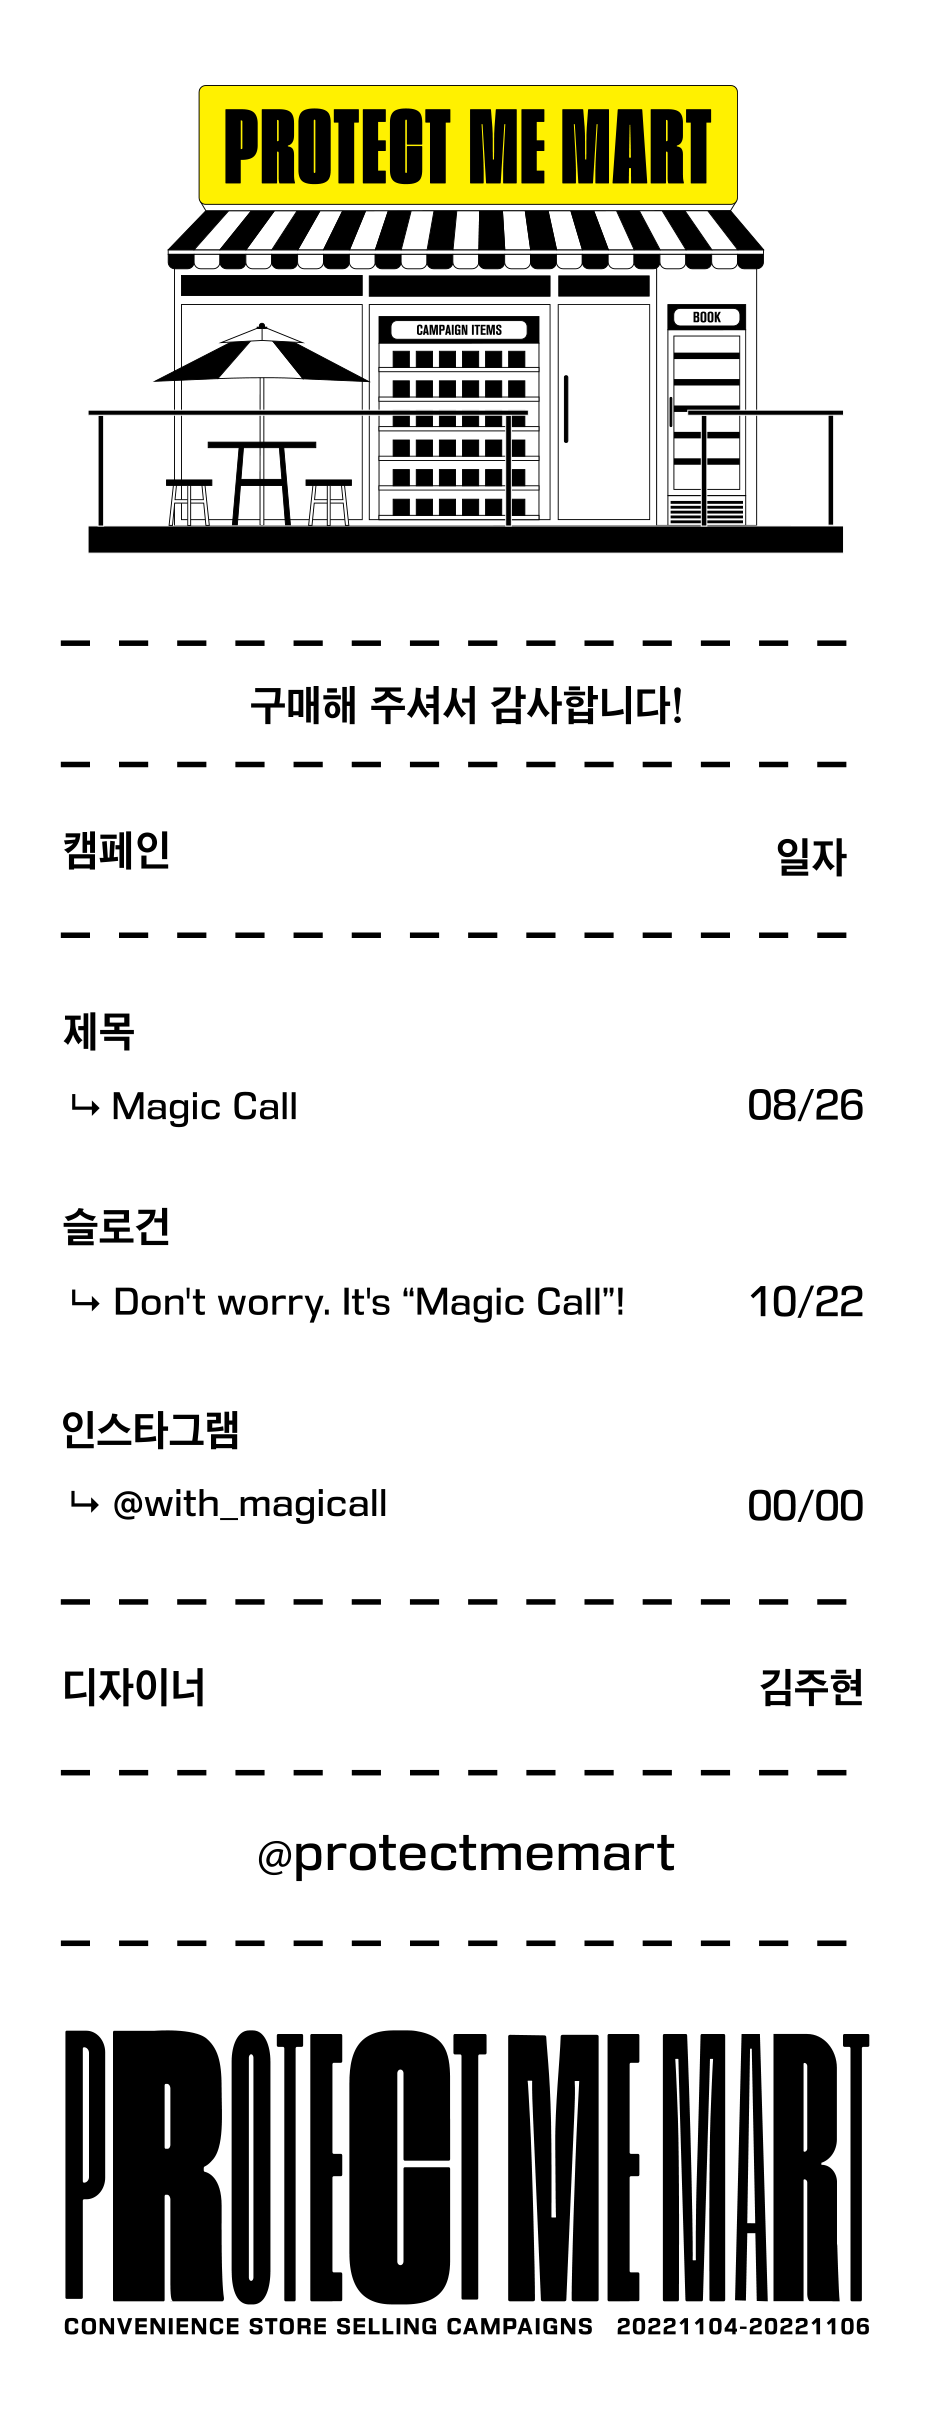 PROTECT ME MART
CAMPAIGN ITEMS
BOOK
구매해 주셔서 감사합니다!
캠페인 일자
제목
↳ Magic Call 08/26
슬로건
↳ Don't worry. It's “Magic Call”! 10/22
인스타그램
↳ @with_magicall 00/00
디자이너 김주현
@protectmemart
PROTECT ME MART
CONVENIENCE STORE SELLING CAMPAIGNS 20221104-20221106